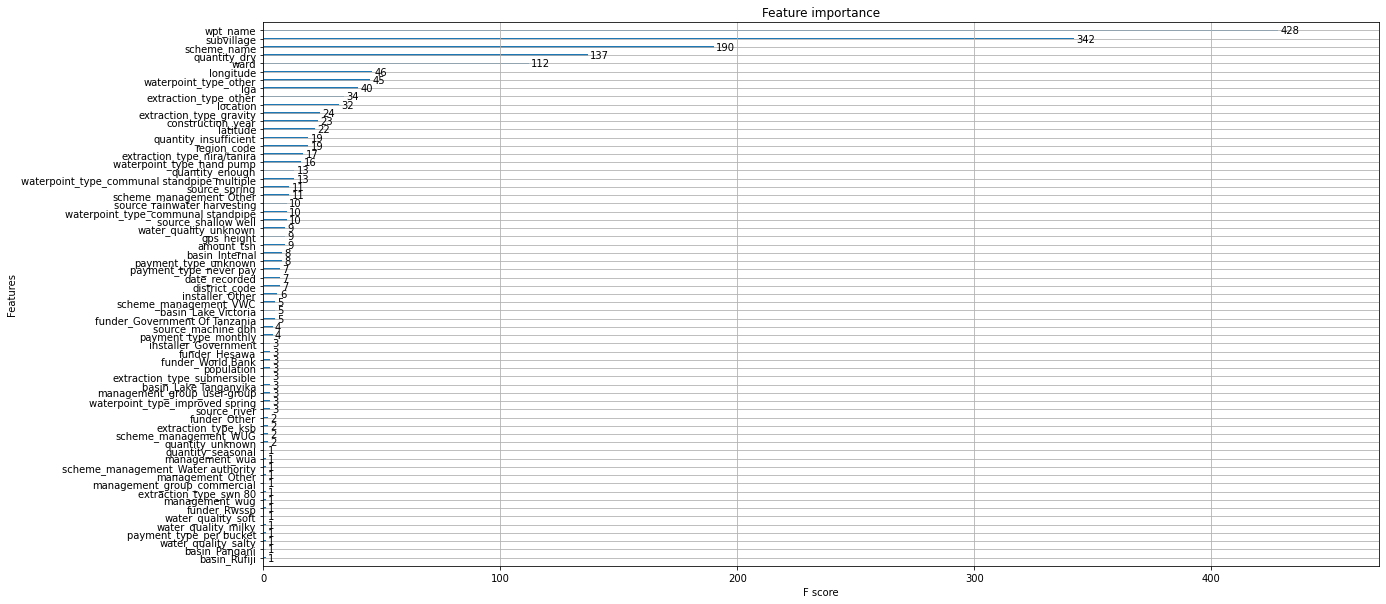 Feature importance
Features
wpt_name 428
subvillage 342
scheme_name 190
quantity_dry 137
ward 112
longitude 46
waterpoint_type_other 45
lga 40
extraction_type_other 34
location 32
extraction_type_gravity 24
construction_year 23
latitude 22
quantity_insufficient 19
region_code 19
extraction_type_nira/tanira 17
waterpoint_type_hand pump 16
quantity_enough 13
waterpoint_type_communal standpipe multiple 13
source_spring 11
scheme_management_Other 11
source_rainwater harvesting 10
waterpoint_type_communal standpipe 10
source_shallow well 10
water_quality_unknown 9
gps_height 9
amount_tsh 9
basin_Internal 8
payment_type_unknown 8
payment_type_never pay 7
date_recorded 7
district_code 7
installer_Other 6
scheme_management_VWC 5
basin_Lake Victoria 5
funder_Government Of Tanzania 5
source_machine dbh 4
payment_type_monthly 4
installer_Government 3
funder_Hesawa 3
funder_World Bank 3
population 3
extraction_type_submersible 3
basin_Lake Tanganyika 3
management_group_user-group 3
waterpoint_type_improved spring 3
source_river 3
funder_Other 2
extraction_type_ksb 2
scheme_management_WUG 2
quantity_unknown 2
quantity_seasonal 1
management_wua 1
scheme_management_Water authority 1
management_Other 1
management_group_commercial 1
extraction_type_swn 80 1
management_wug 1
funder_Rwssp 1
water_quality_soft 1
water_quality_milky 1
payment_type_per bucket 1
water_quality_salty 1
basin_Pangani 1
basin_Rufiji 1
0 100 200 300 400
F score